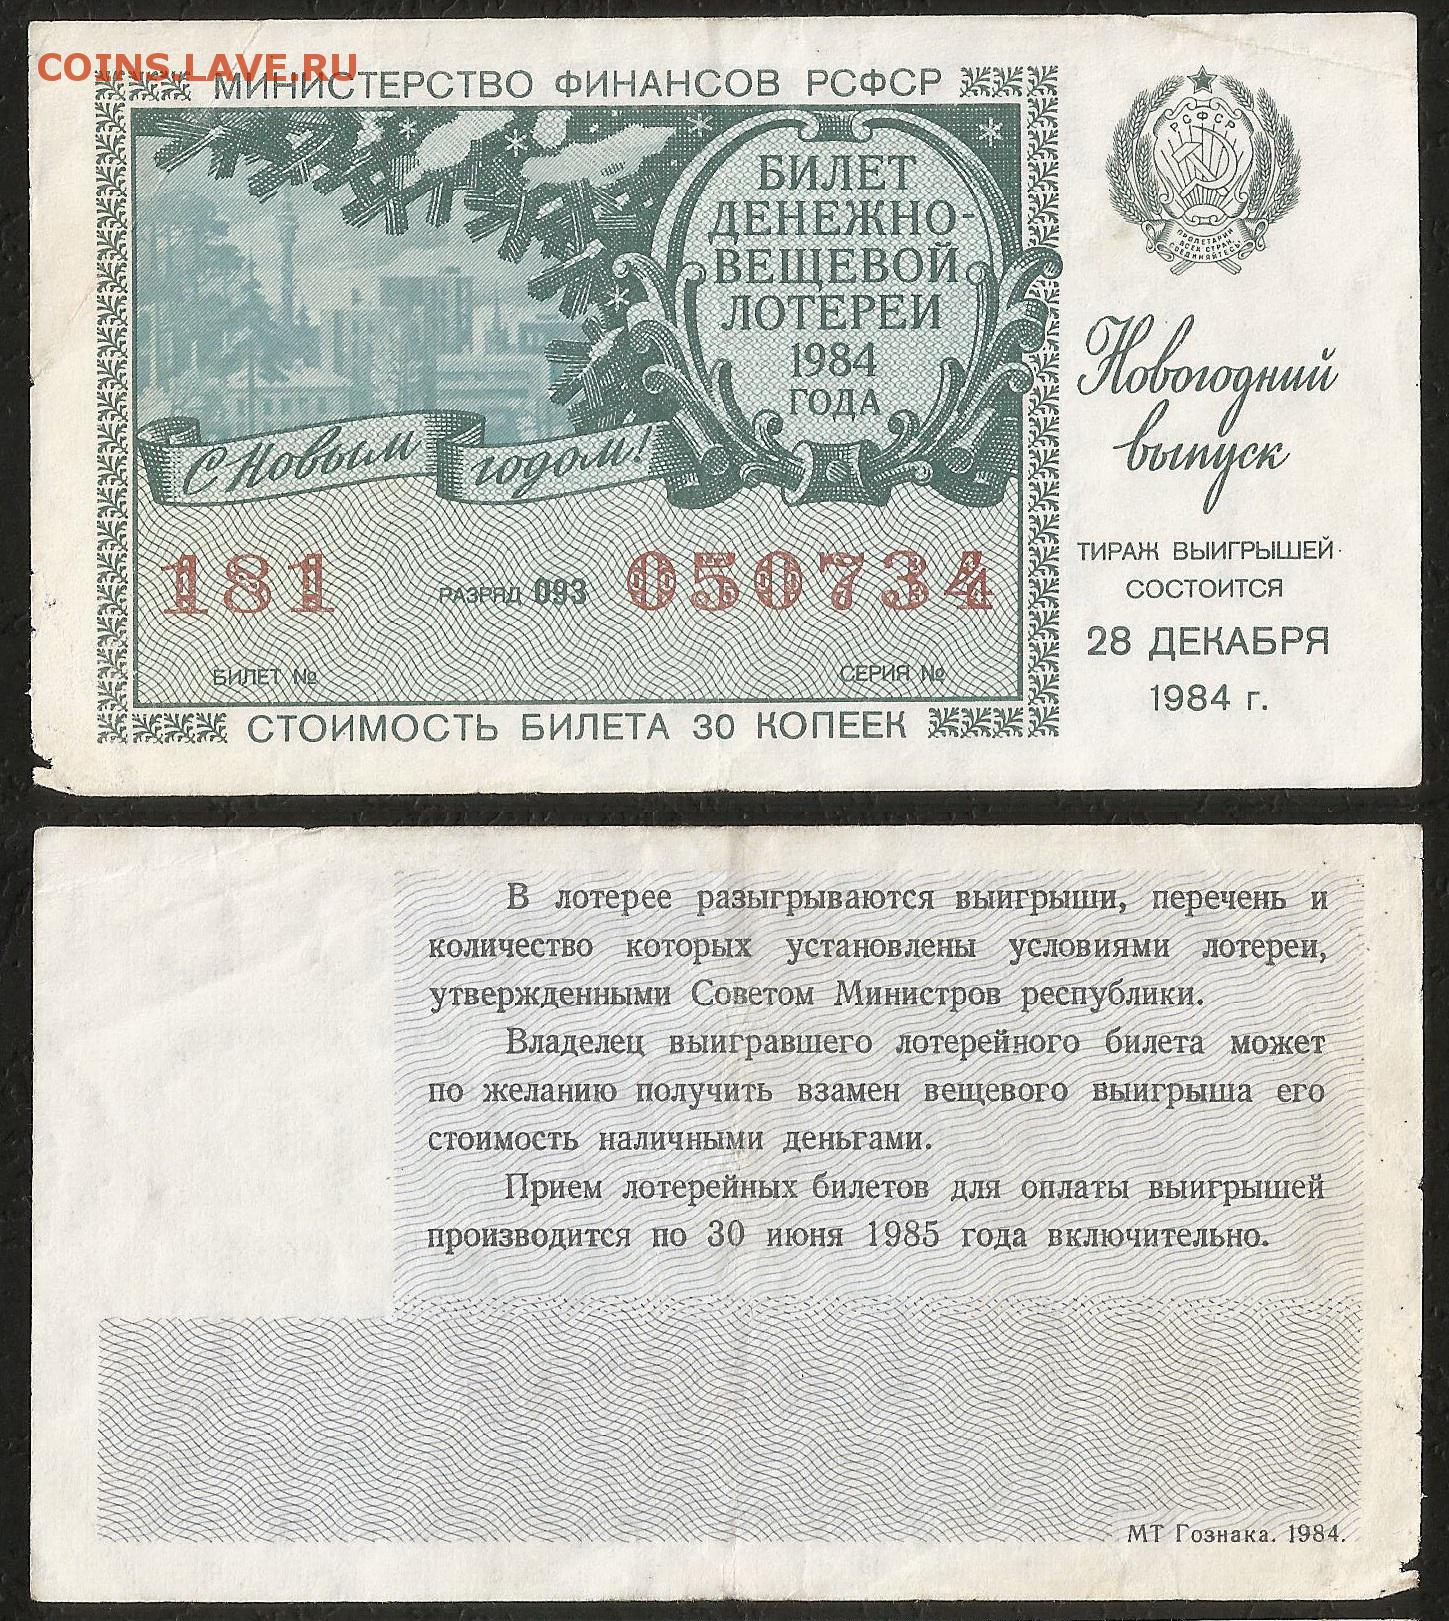 COINS.LAVE.RU
МИНИСТЕРСТВО ФИНАНСОВ РСФСР
БИЛЕТ
ДЕНЕЖНО-
ВЕЩЕВОЙ
ЛОТЕРЕИ
1984
ГОДА
С Новым годом!
181
РАЗРЯД 093
050734
БИЛЕТ №
СЕРИЯ №
СТОИМОСТЬ БИЛЕТА 30 КОПЕЕК
РСФСР
ПРОЛЕТАРИИ
ВСЕХ СТРАН,
СОЕДИНЯЙТЕСЬ!
Новогодний
выпуск
ТИРАЖ ВЫИГРЫШЕЙ
СОСТОИТСЯ
28 ДЕКАБРЯ
1984 г.
В лотерее разыгрываются выигрыши, перечень и
количество которых установлены условиями лотереи,
утвержденными Советом Министров республики.
Владелец выигравшего лотерейного билета может
по желанию получить взамен вещевого выигрыша его
стоимость наличными деньгами.
Прием лотерейных билетов для оплаты выигрышей
производится по 30 июня 1985 года включительно.
МТ Гознака. 1984.